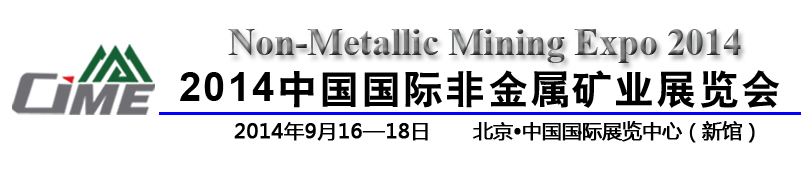 Non-Metallic Mining Expo 2014
CIME
2014中国国际非金属矿业展览会
2014年9月16—18日 北京•中国国际展览中心（新馆）